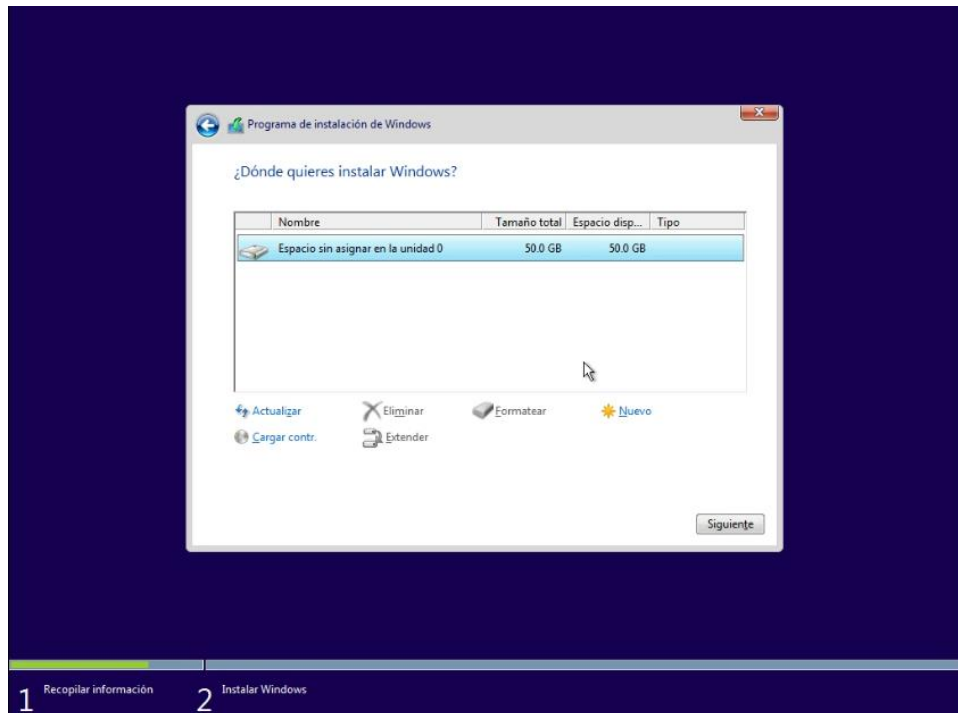 Programa de instalación de Windows
¿Dónde quieres instalar Windows?
Nombre Tamaño total Espacio disp... Tipo
Espacio sin asignar en la unidad 0 50.0 GB 50.0 GB
Actualizar Eliminar Formatear Nuevo
Cargar contr. Extender
Siguiente
1 Recopilar información 2 Instalar Windows